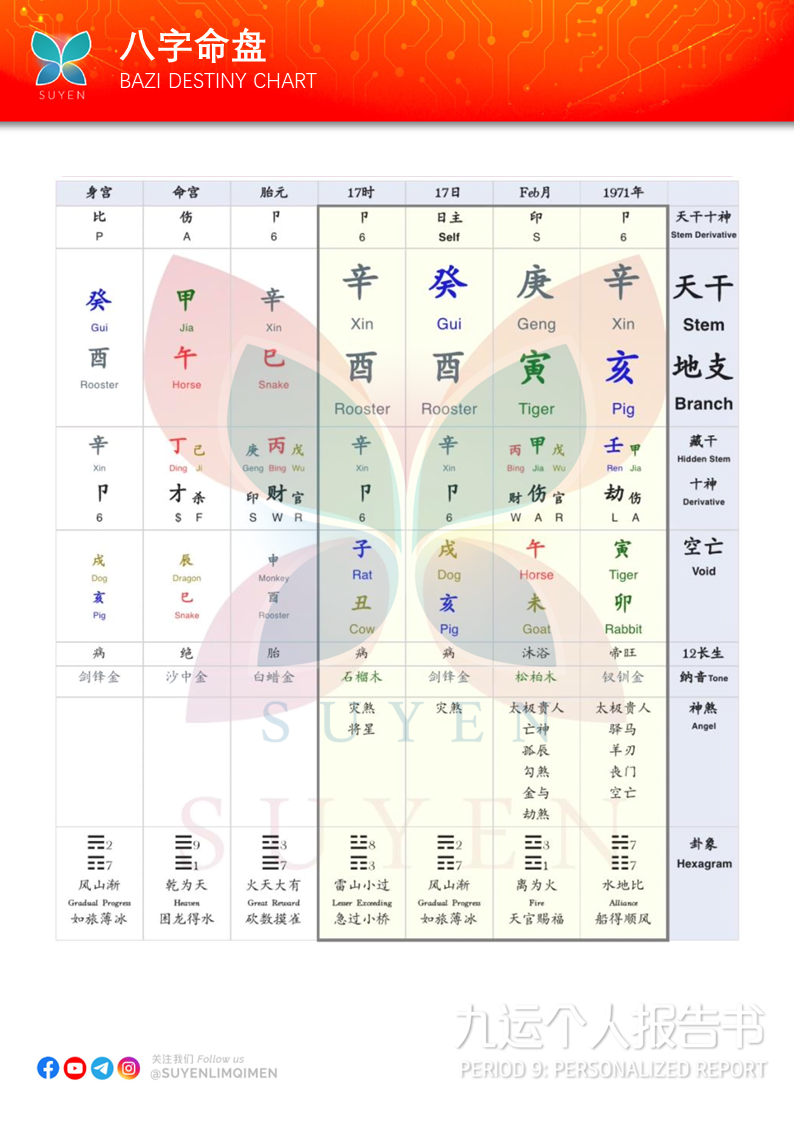 八字命盘
BAZI DESTINY CHART
SUYEN
身宫 命宫 胎元 17时 17日 Feb月 1971年
比 伤 卩 卩 日主 印 卩 天干十神
P A 6 6 Self S 6 Stem Derivative
癸 甲 辛 辛 癸 庚 辛 天干
Gui Jia Xin Xin Gui Geng Xin Stem
酉 午 巳 酉 酉 寅 亥 地支
Rooster Horse Snake Rooster Rooster Tiger Pig Branch
辛 丁 己 庚 丙 戊 辛 辛 丙 甲 戊 壬 甲 藏干
Xin Ding Ji Geng Bing Wu Xin Xin Bing Jia Wu Ren Jia Hidden Stem
卩 才 杀 印 财 官 卩 卩 财 伤 官 劫 伤 十神
6 $ F S W R 6 6 W A R L A Derivative
戌 辰 申 子 戌 午 寅 空亡
Dog Dragon Monkey Rat Dog Horse Tiger Void
亥 巳 酉 丑 亥 未 卯
Pig Snake Rooster Cow Pig Goat Rabbit
病 绝 胎 病 病 沐浴 帝旺 12长生
剑锋金 沙中金 白蜡金 石榴木 剑锋金 松柏木 钗钏金 纳音Tone
灾煞 灾煞 太极贵人 太极贵人 神煞
将星 亡神 驿马 Angel
孤辰 羊刃
勾煞 丧门
金与 空亡
劫煞
SUYEN
SUYEN
2 9 3 8 2 3 7 卦象
7 1 7 3 7 1 7 Hexagram
风山渐 乾为天 火天大有 雷山小过 风山渐 离为火 水地比
Gradual Progress Heaven Great Reward Lesser Exceeding Gradual Progress Fire Alliance
如旅薄冰 困龙得水 砍数摸雀 急过小桥 如旅薄冰 天官赐福 船得顺风
九运个人报告书
PERIOD 9: PERSONALIZED REPORT
关注我们 Follow us
@SUYENLIMQIMEN